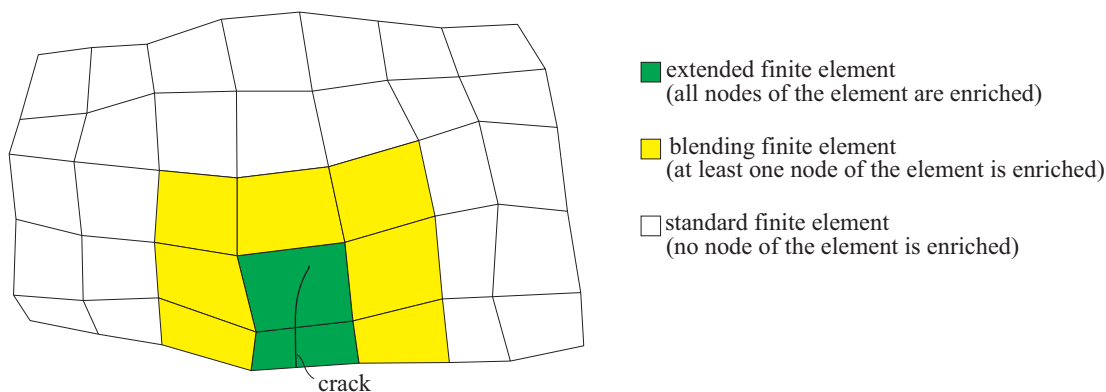 extended finite element
(all nodes of the element are enriched)
blending finite element
(at least one node of the element is enriched)
standard finite element
(no node of the element is enriched)
crack